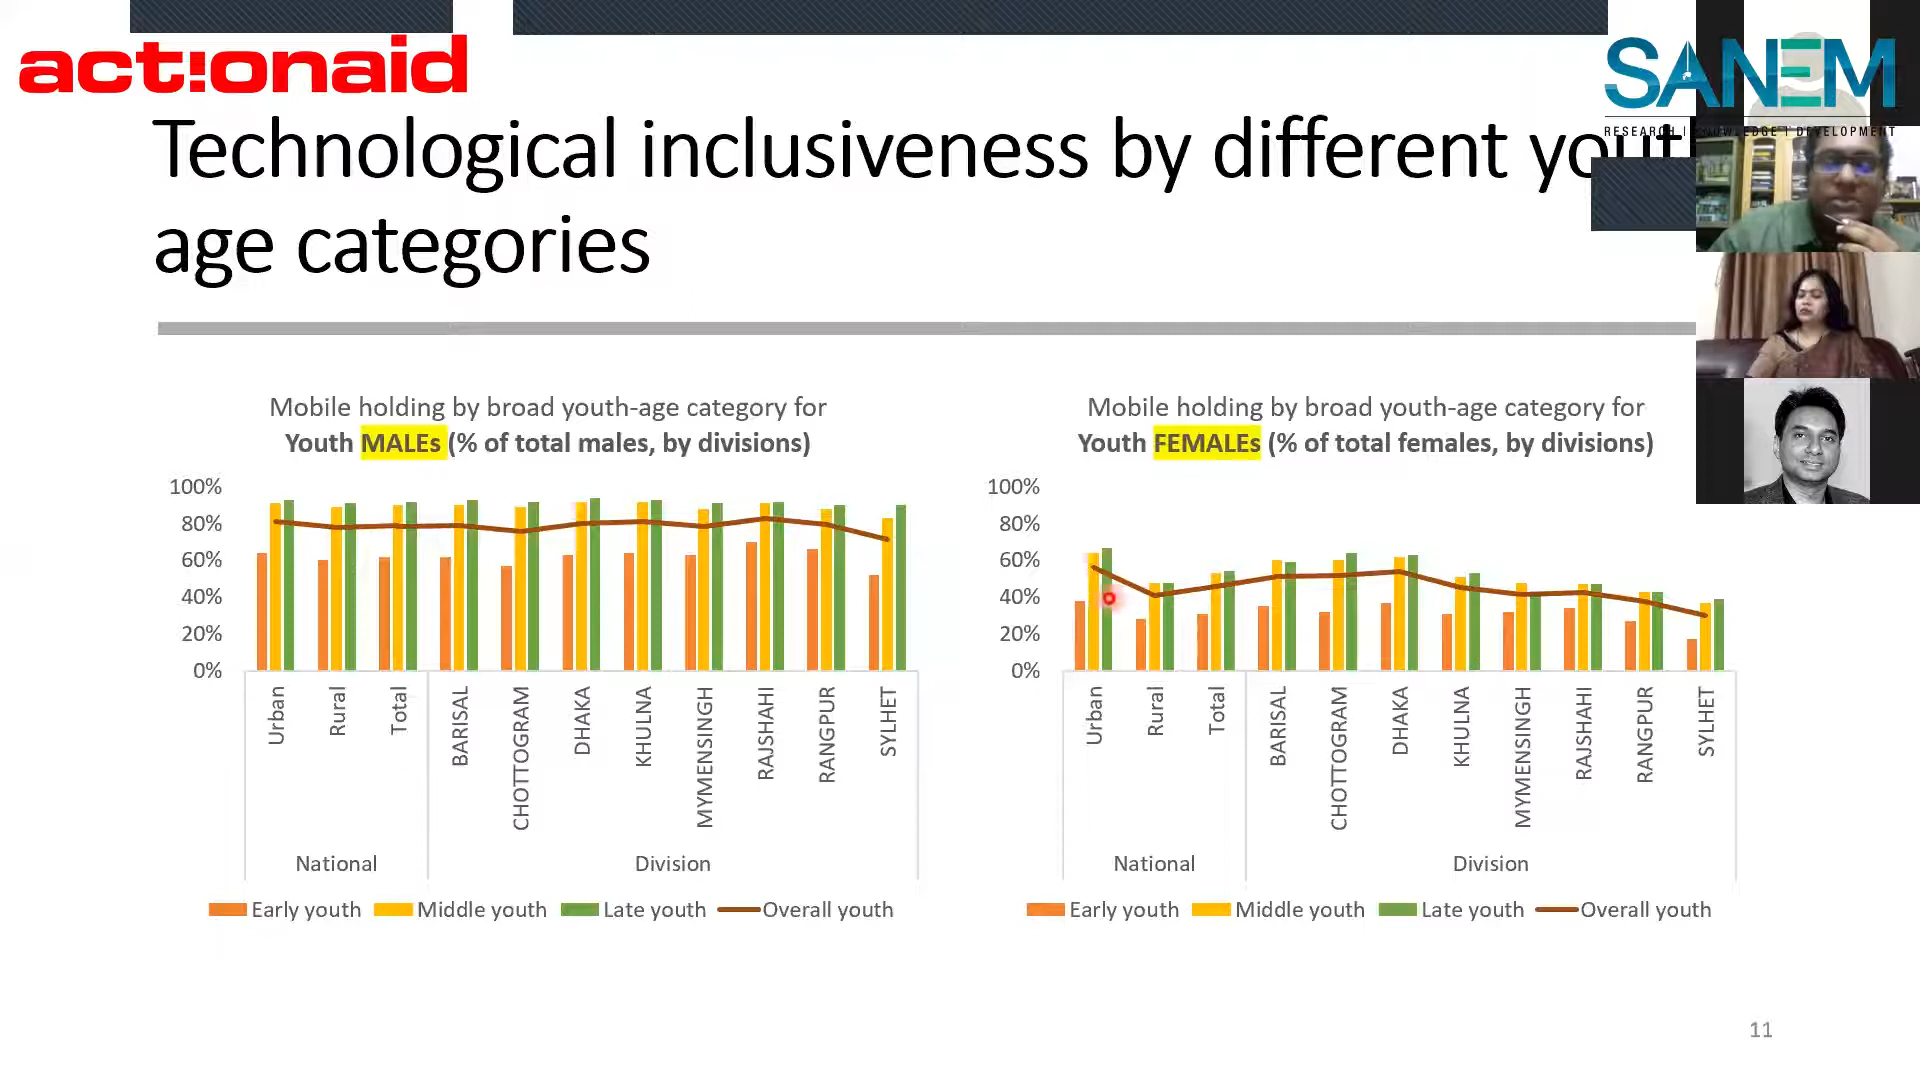 act!onaid
SANEM
RESEARCH | KNOWLEDGE | DEVELOPMENT
Technological inclusiveness by different yout
age categories
Mobile holding by broad youth-age category for
Youth MALEs (% of total males, by divisions)
100%
80%
60%
40%
20%
0%
Urban
Rural
Total
BARISAL
CHOTTOGRAM
DHAKA
KHULNA
MYMENSINGH
RAJSHAHI
RANGPUR
SYLHET
National
Division
Early youth
Middle youth
Late youth
Overall youth
Mobile holding by broad youth-age category for
Youth FEMALEs (% of total females, by divisions)
100%
80%
60%
40%
20%
0%
Urban
Rural
Total
BARISAL
CHOTTOGRAM
DHAKA
KHULNA
MYMENSINGH
RAJSHAHI
RANGPUR
SYLHET
National
Division
Early youth
Middle youth
Late youth
Overall youth
11